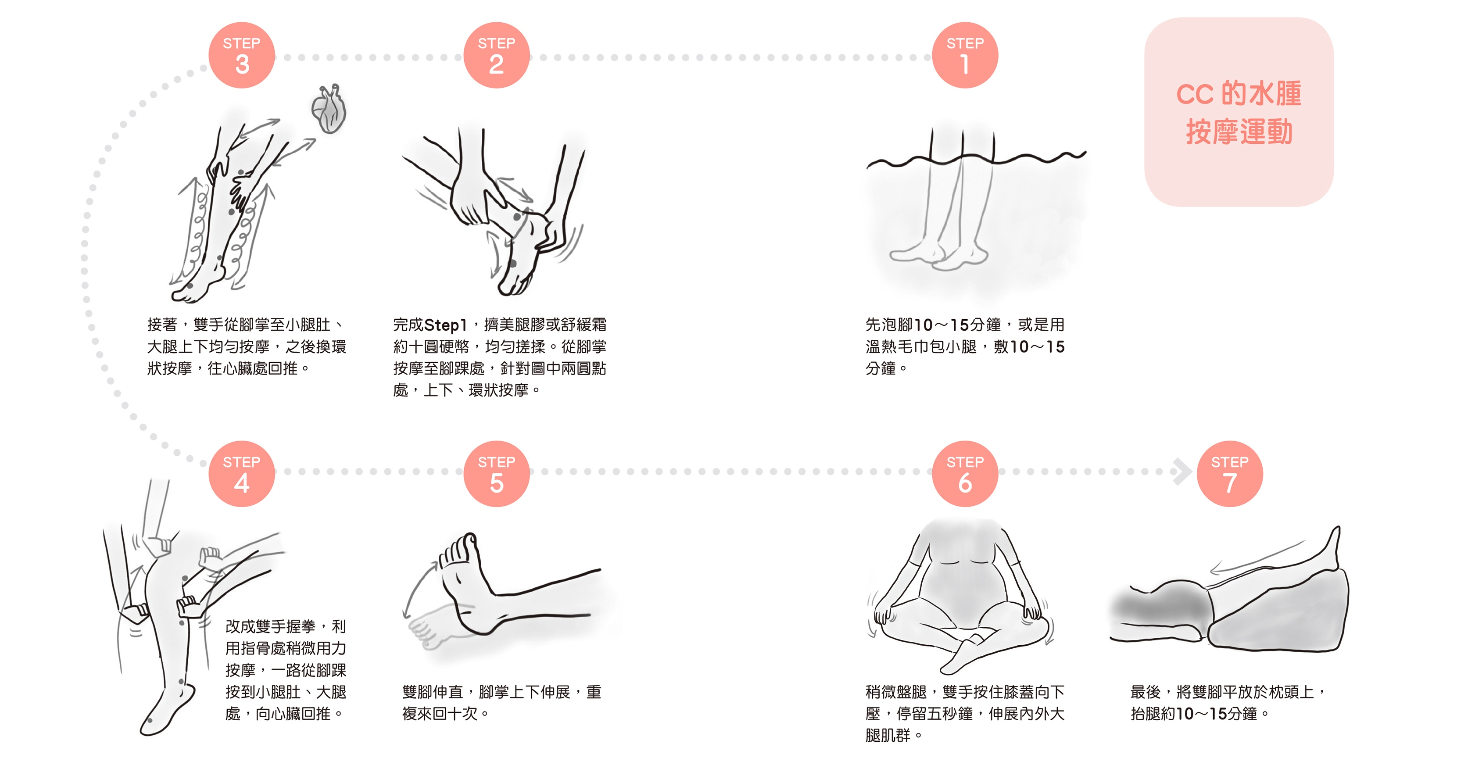 CC 的水腫
按摩運動
STEP
1
先泡腳10～15分鐘，或是用
溫熱毛巾包小腿，敷10～15
分鐘。
STEP
2
完成Step1，擠美腿膠或舒緩霜
約十圓硬幣，均勻搓揉。從腳掌
按摩至腳踝處，針對圖中兩圓點
處，上下、環狀按摩。
STEP
3
接著，雙手從腳掌至小腿肚、
大腿上下均勻按摩，之後換環
狀按摩，往心臟處回推。
STEP
4
改成雙手握拳，利
用指骨處稍微用力
按摩，一路從腳踝
按到小腿肚、大腿
處，向心臟回推。
STEP
5
雙腳伸直，腳掌上下伸展，重
複來回十次。
STEP
6
稍微盤腿，雙手按住膝蓋向下
壓，停留五秒鐘，伸展內外大
腿肌群。
STEP
7
最後，將雙腳平放於枕頭上，
抬腿約10～15分鐘。